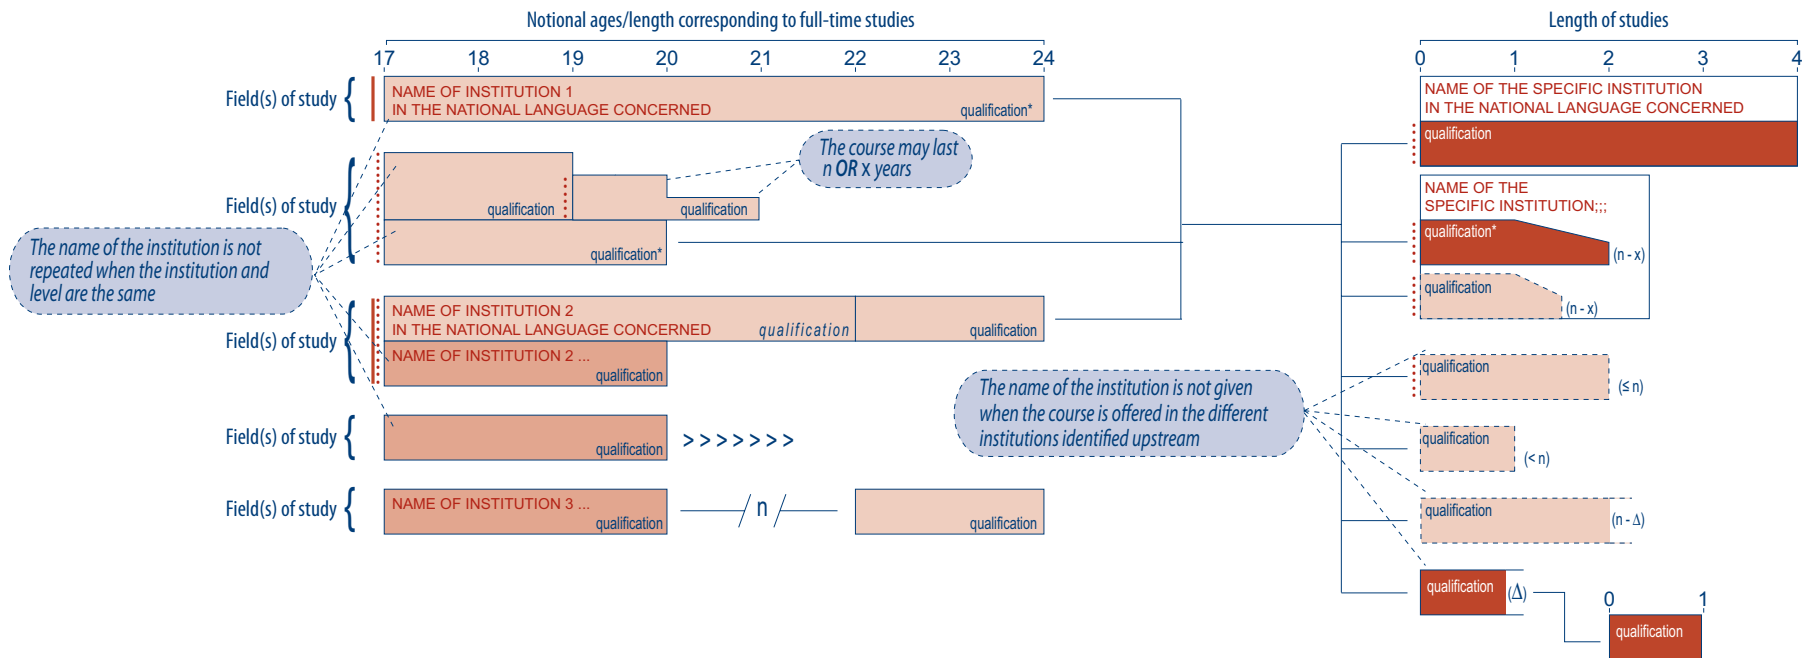 Notional ages/length corresponding to full-time studies
17 18 19 20 21 22 23 24
Field(s) of study {
NAME OF INSTITUTION 1
IN THE NATIONAL LANGUAGE CONCERNED
qualification*
Field(s) of study {
qualification
qualification
qualification*
The course may last
n OR x years
The name of the institution is not
repeated when the institution and
level are the same
Field(s) of study {
NAME OF INSTITUTION 2
IN THE NATIONAL LANGUAGE CONCERNED
qualification
qualification
NAME OF INSTITUTION 2 ...
qualification
Field(s) of study {
qualification
> > > > > > >
Field(s) of study {
NAME OF INSTITUTION 3 ...
qualification
/ n /
qualification
Length of studies
0 1 2 3 4
NAME OF THE SPECIFIC INSTITUTION
IN THE NATIONAL LANGUAGE CONCERNED
qualification
NAME OF THE
SPECIFIC INSTITUTION;;;
qualification*
(n - x)
qualification
(n - x)
The name of the institution is not given
when the course is offered in the different
institutions identified upstream
qualification
(≤ n)
qualification
(< n)
qualification
(n - Δ)
qualification
(Δ)
0 1
qualification